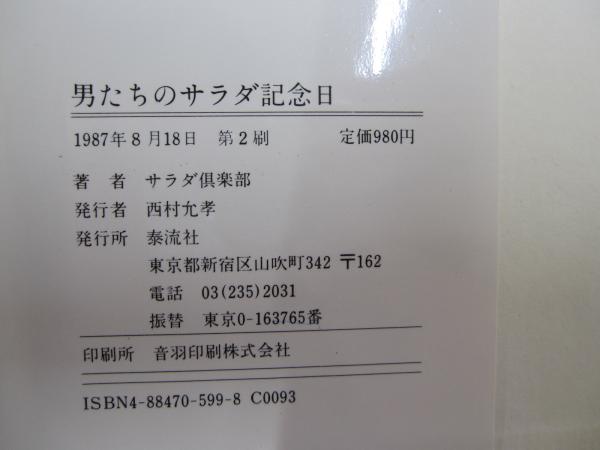 男たちのサラダ記念日
1987年8月18日 第2刷 定価980円
著 者 サラダ倶楽部
発行者 西村允孝
発行所 泰流社
東京都新宿区山吹町342 〒162
電話 03(235)2031
振替 東京0-163765番
印刷所 音羽印刷株式会社
ISBN4-88470-599-8 C0093